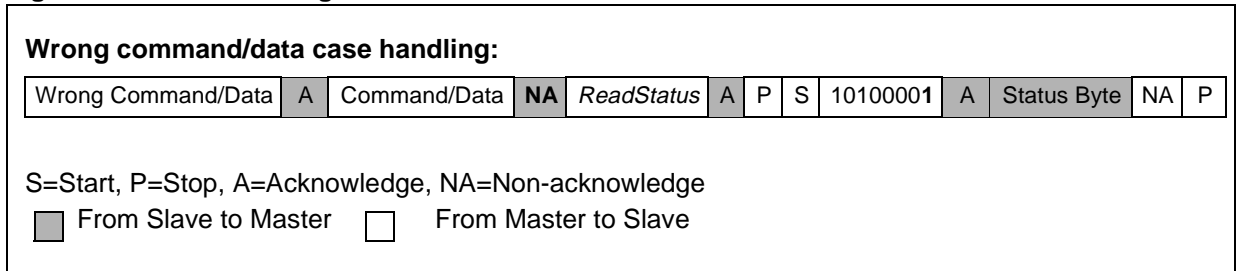 Wrong command/data case handling:
Wrong Command/Data A Command/Data NA ReadStatus A P S 10100001 A Status Byte NA P
S=Start, P=Stop, A=Acknowledge, NA=Non-acknowledge
From Slave to Master From Master to Slave